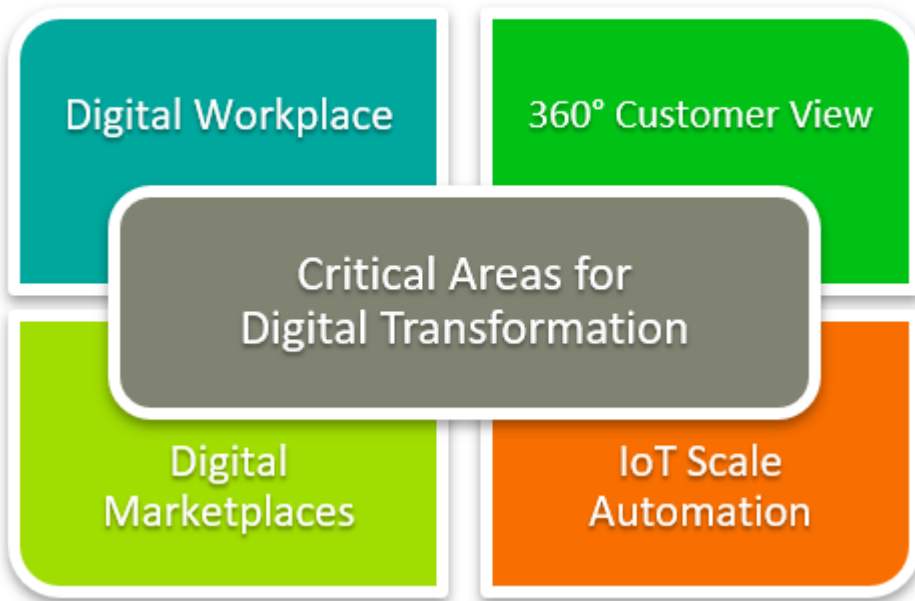 Digital Workplace
360° Customer View
Critical Areas for
Digital Transformation
Digital
Marketplaces
IoT Scale
Automation